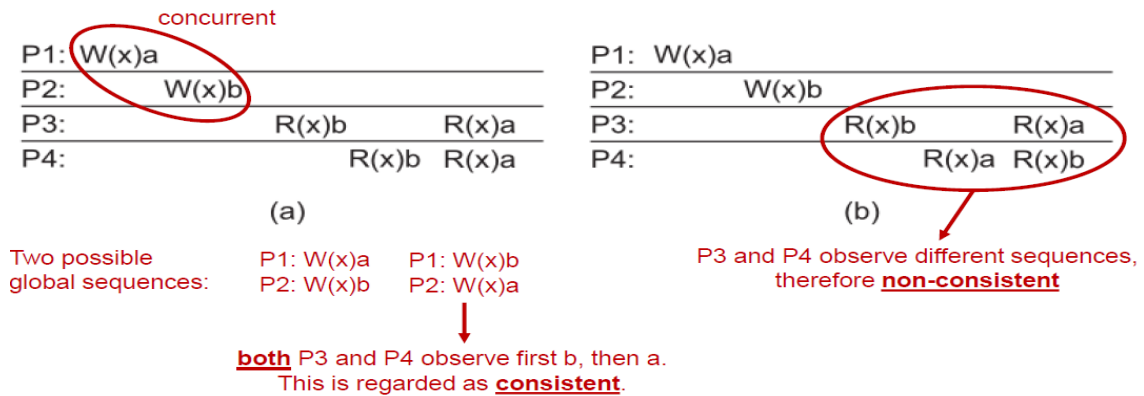 concurrent
P1: W(x)a
P2: W(x)b
P3: R(x)b R(x)a
P4: R(x)b R(x)a
(a)
Two possible
global sequences:
P1: W(x)a
P2: W(x)b
P1: W(x)b
P2: W(x)a
both P3 and P4 observe first b, then a.
This is regarded as consistent.
P1: W(x)a
P2: W(x)b
P3: R(x)b R(x)a
P4: R(x)a R(x)b
(b)
P3 and P4 observe different sequences,
therefore non-consistent